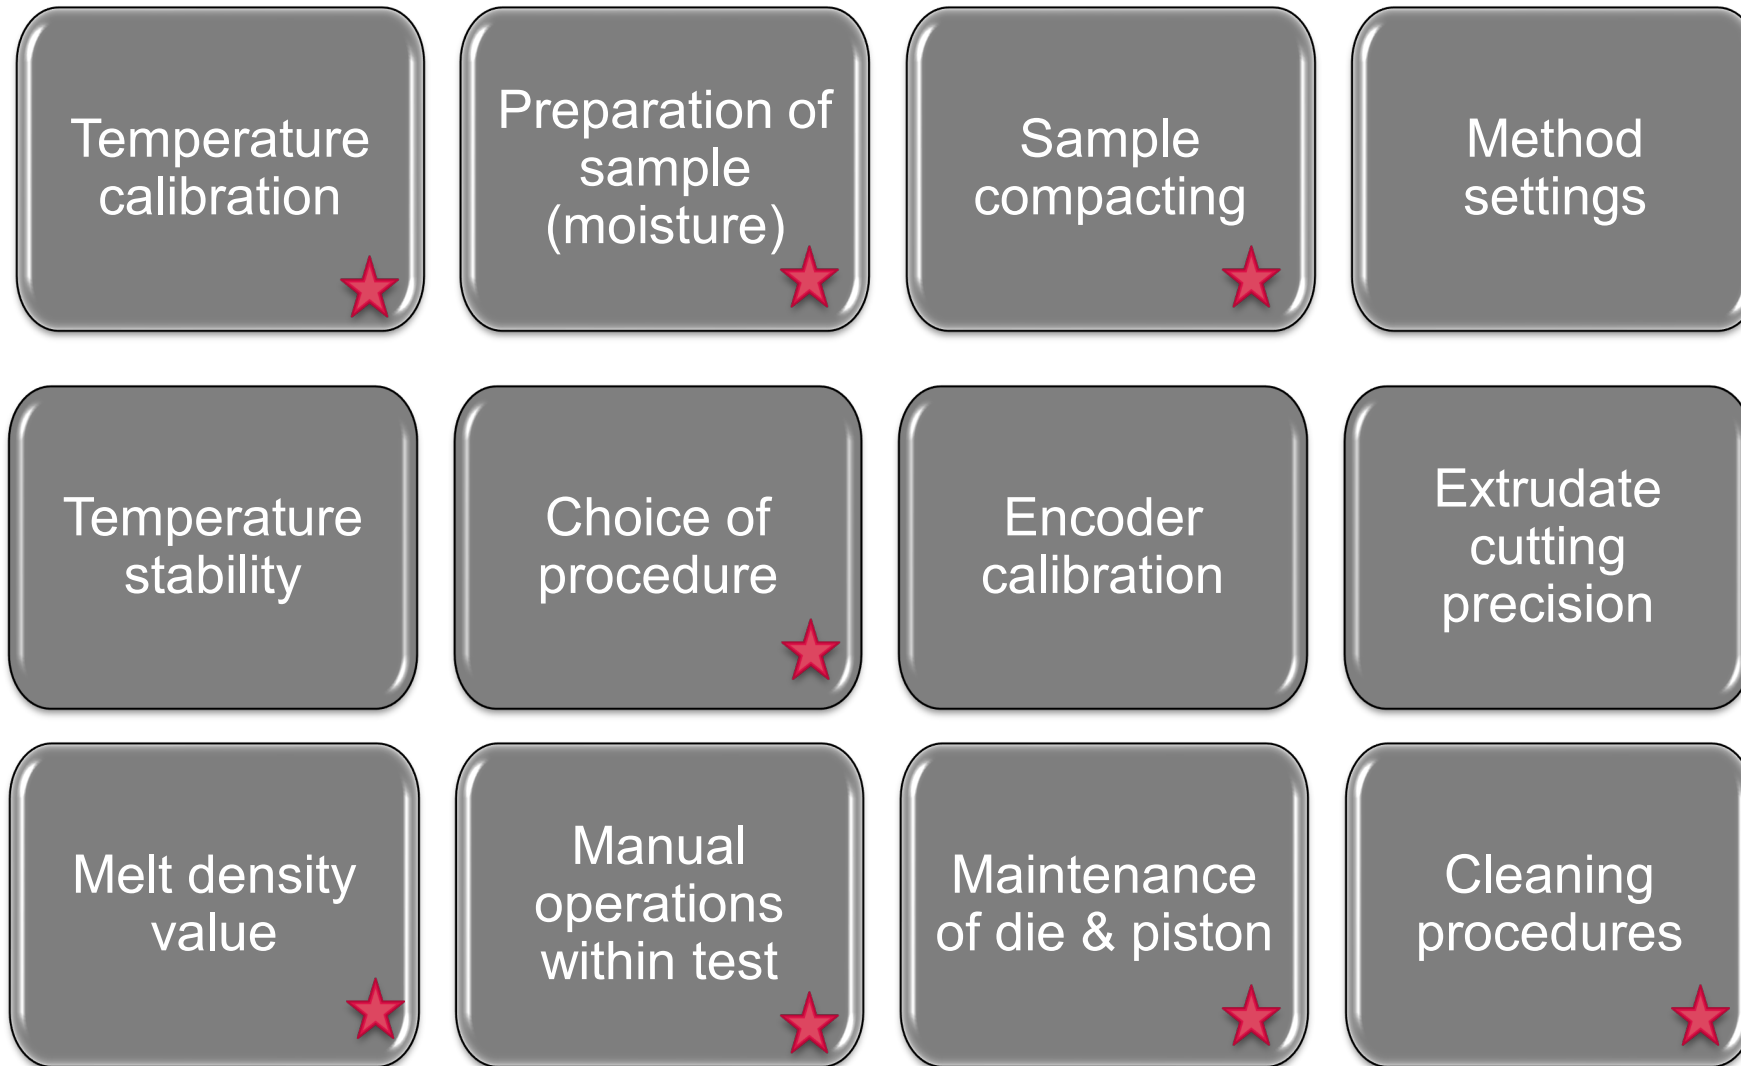 Temperature
calibration
Preparation of
sample
(moisture)
Sample
compacting
Method
settings
Temperature
stability
Choice of
procedure
Encoder
calibration
Extrudate
cutting
precision
Melt density
value
Manual
operations
within test
Maintenance
of die & piston
Cleaning
procedures